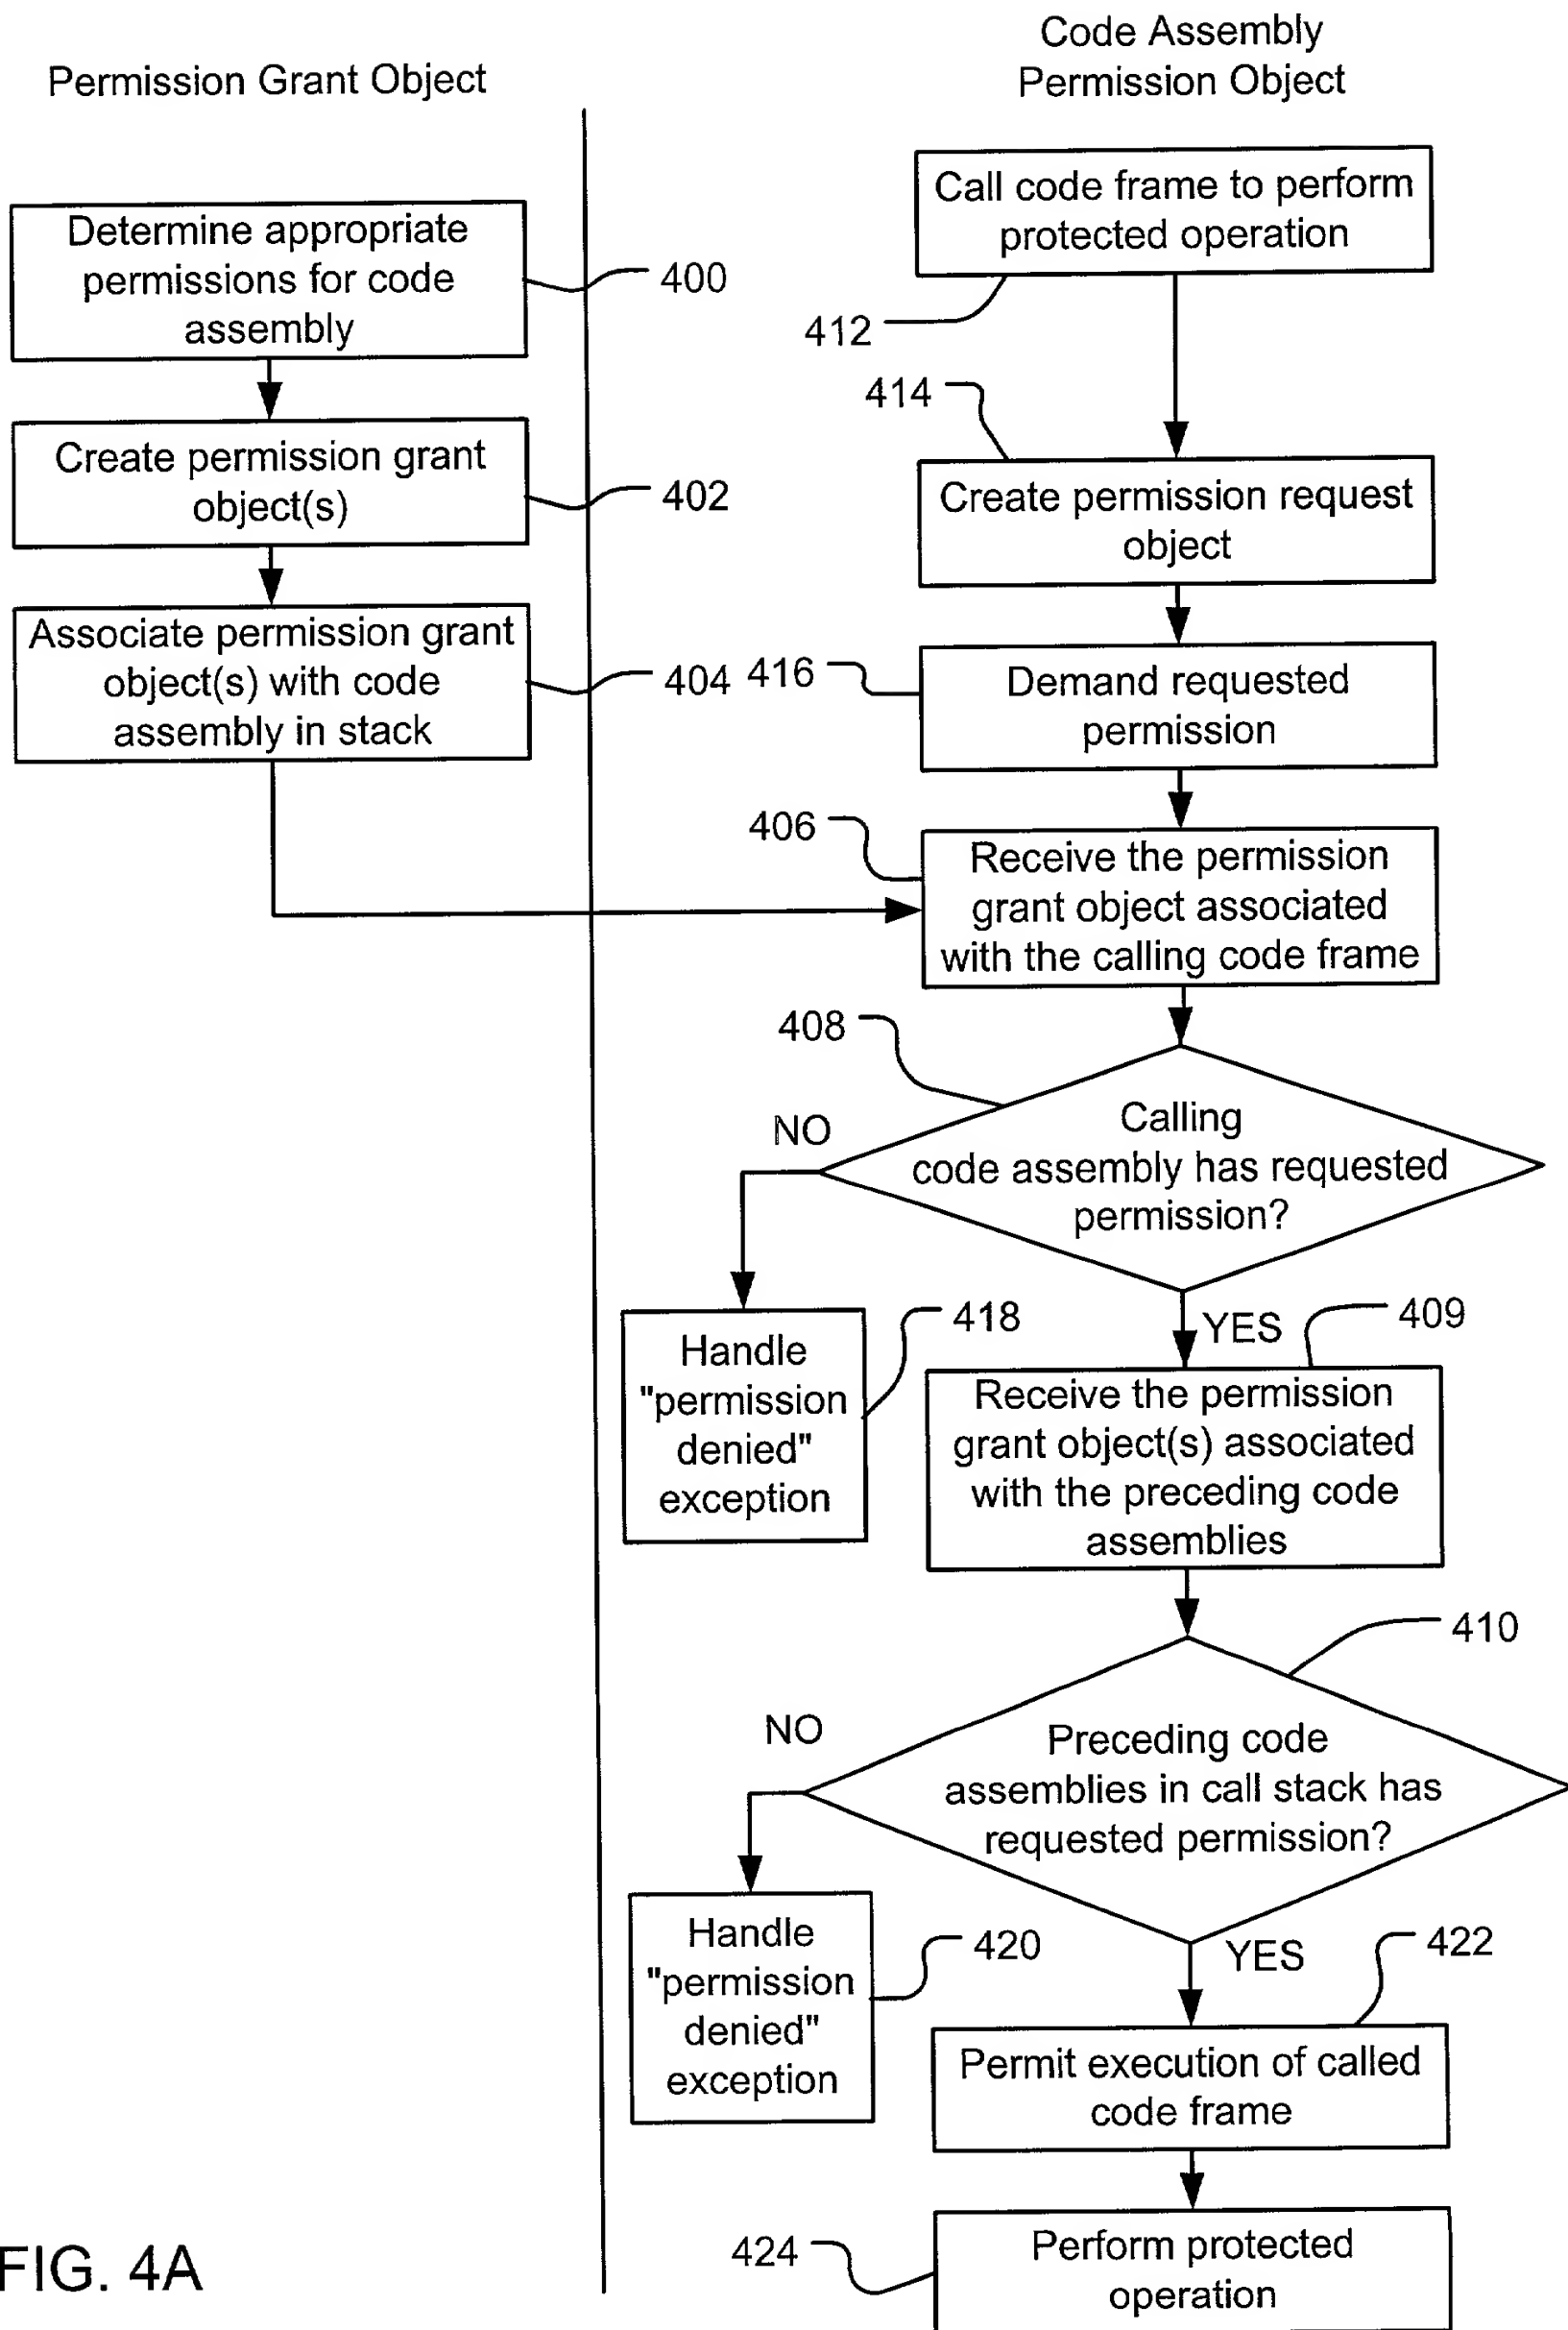 Permission Grant Object
Code Assembly
Permission Object
Determine appropriate
permissions for code
assembly
400
Create permission grant
object(s)
402
Associate permission grant
object(s) with code
assembly in stack
404
Call code frame to perform
protected operation
412
414
Create permission request
object
416
Demand requested
permission
406
Receive the permission
grant object associated
with the calling code frame
408
NO
Calling
code assembly has requested
permission?
YES
418
Handle
"permission
denied"
exception
409
Receive the permission
grant object(s) associated
with the preceding code
assemblies
410
NO
Preceding code
assemblies in call stack has
requested permission?
YES
420
Handle
"permission
denied"
exception
422
Permit execution of called
code frame
424
Perform protected
operation
FIG. 4A